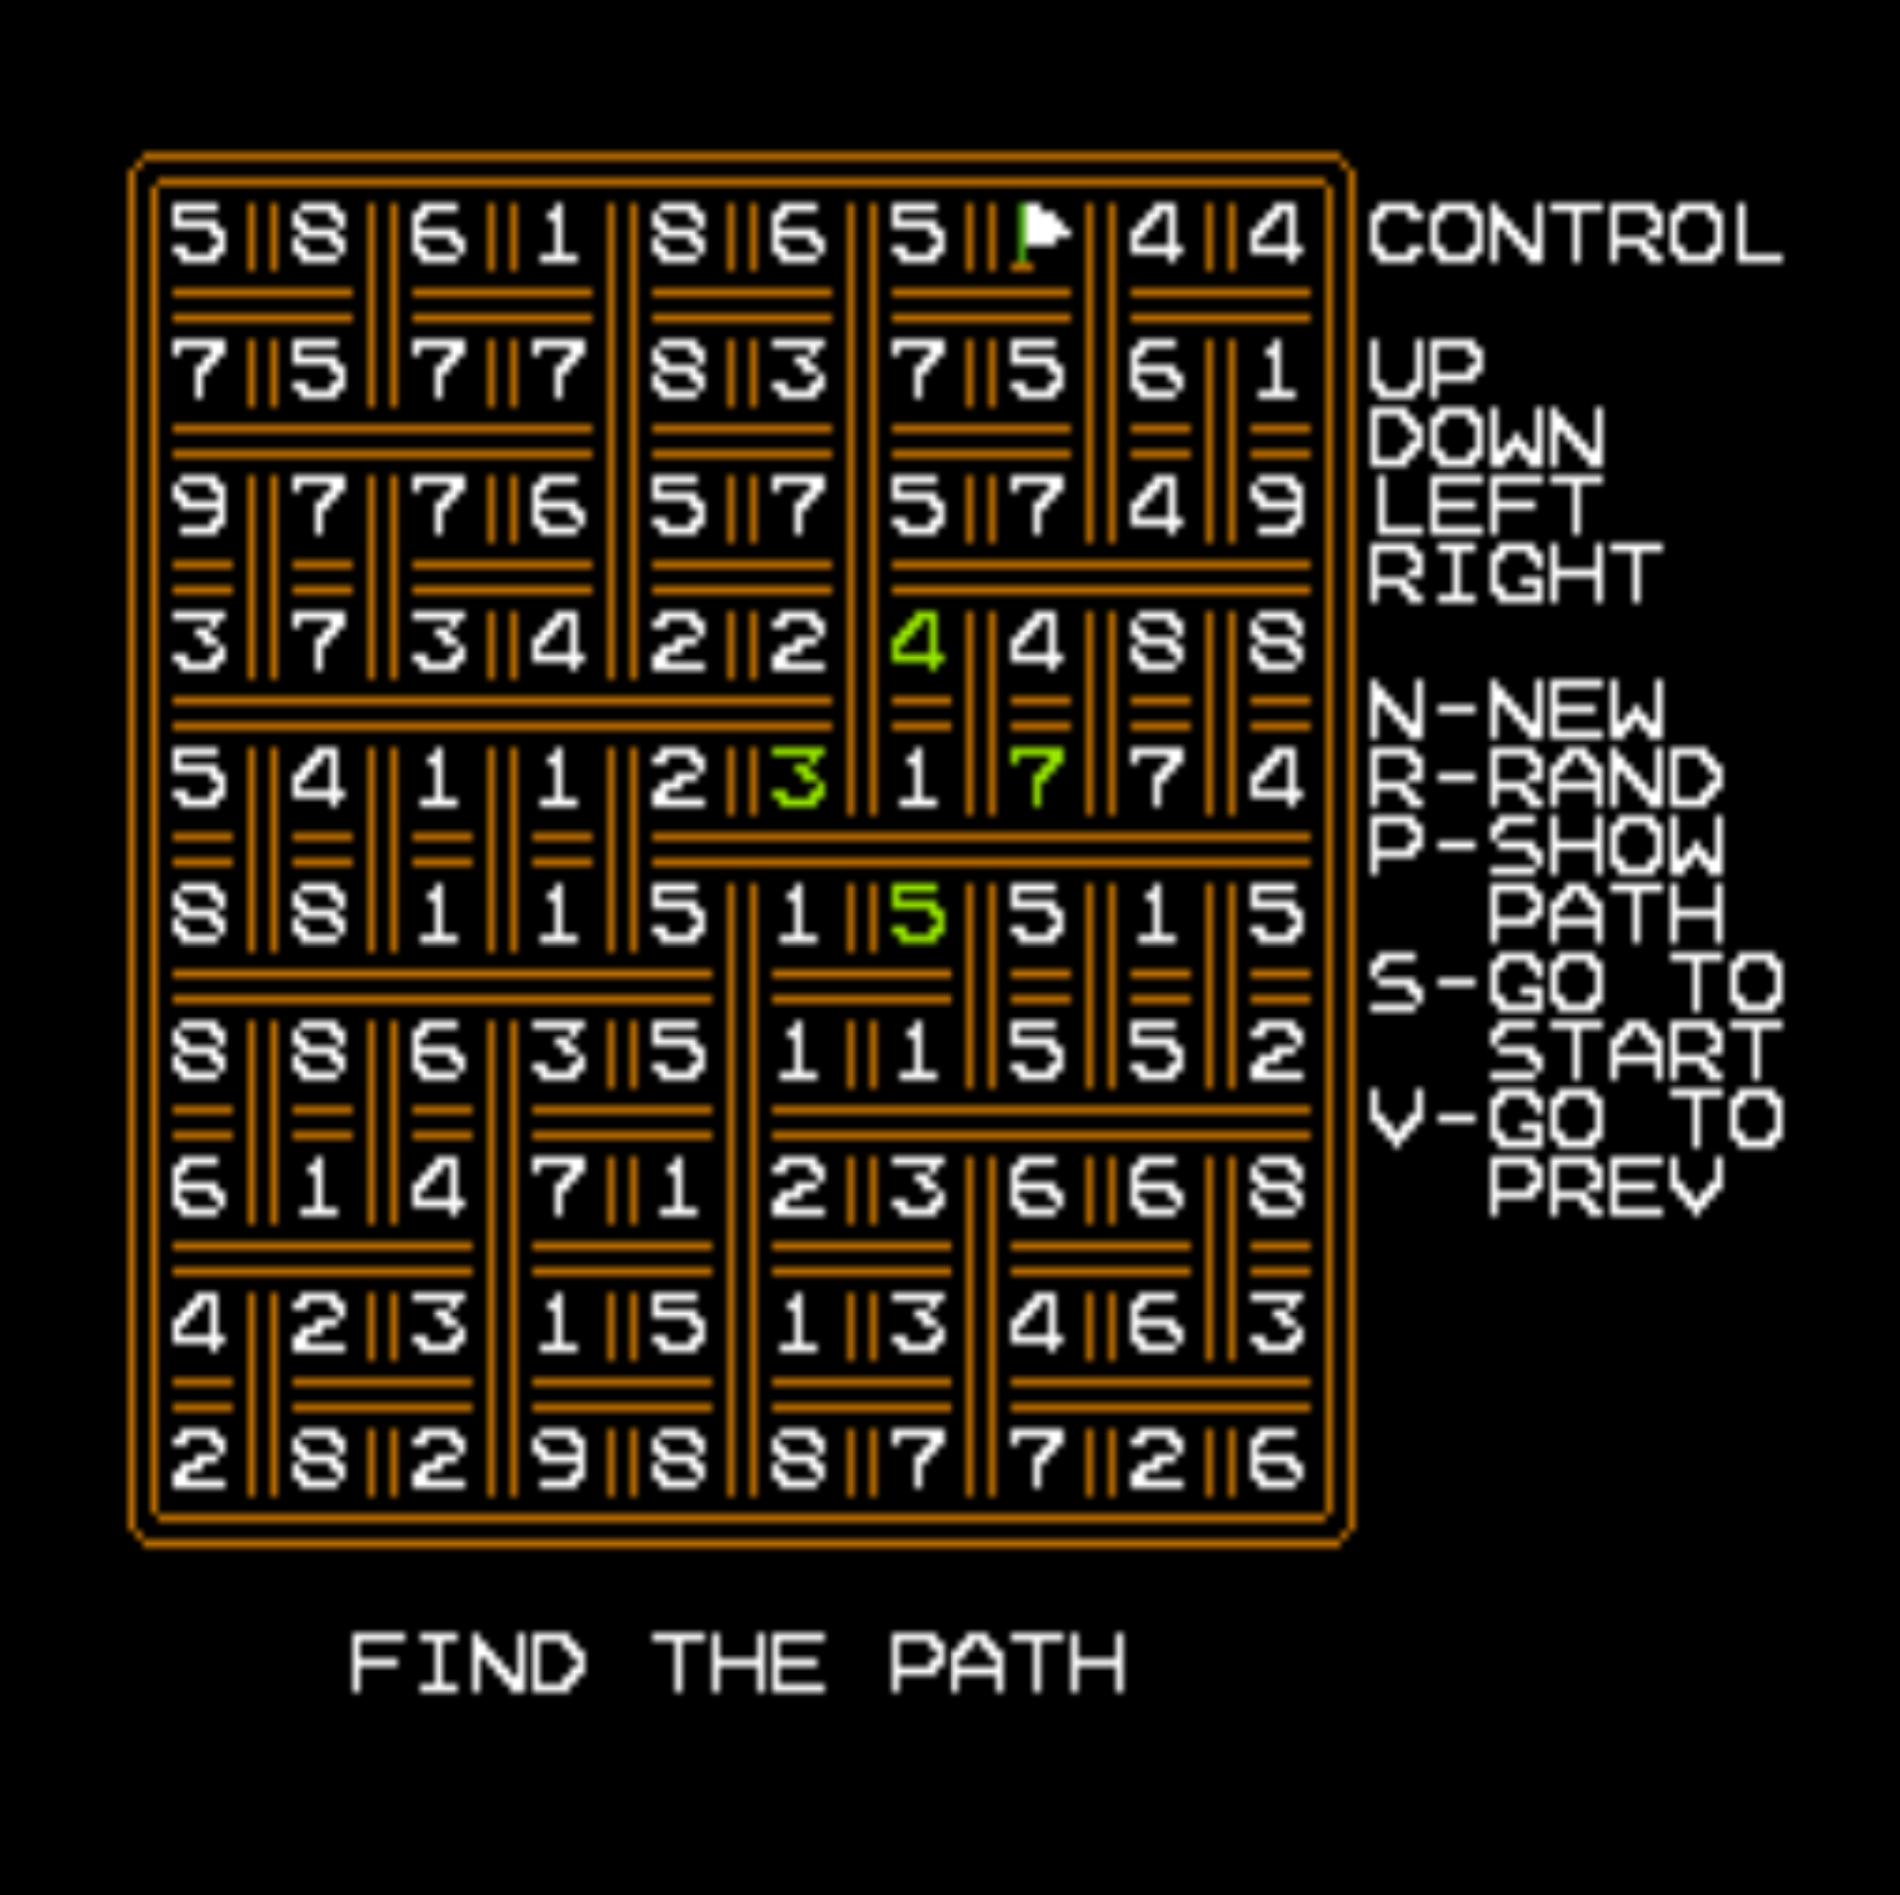 5 8 6 1 8 6 5 4 4 CONTROL
7 5 7 7 8 3 7 5 6 1 UP
DOWN
9 7 7 6 5 7 5 7 4 9 LEFT
RIGHT
3 7 3 4 2 2 4 4 8 8
N-NEW
5 4 1 1 2 3 1 7 7 4 R-RAND
P-SHOW
8 8 1 1 5 1 5 5 1 5 PATH
S-GO TO
8 8 6 3 5 1 1 5 5 2 START
V-GO TO
6 1 4 7 1 2 3 6 6 8 PREV
4 2 3 1 5 1 3 4 6 3
2 8 2 9 8 8 7 7 2 6
FIND THE PATH